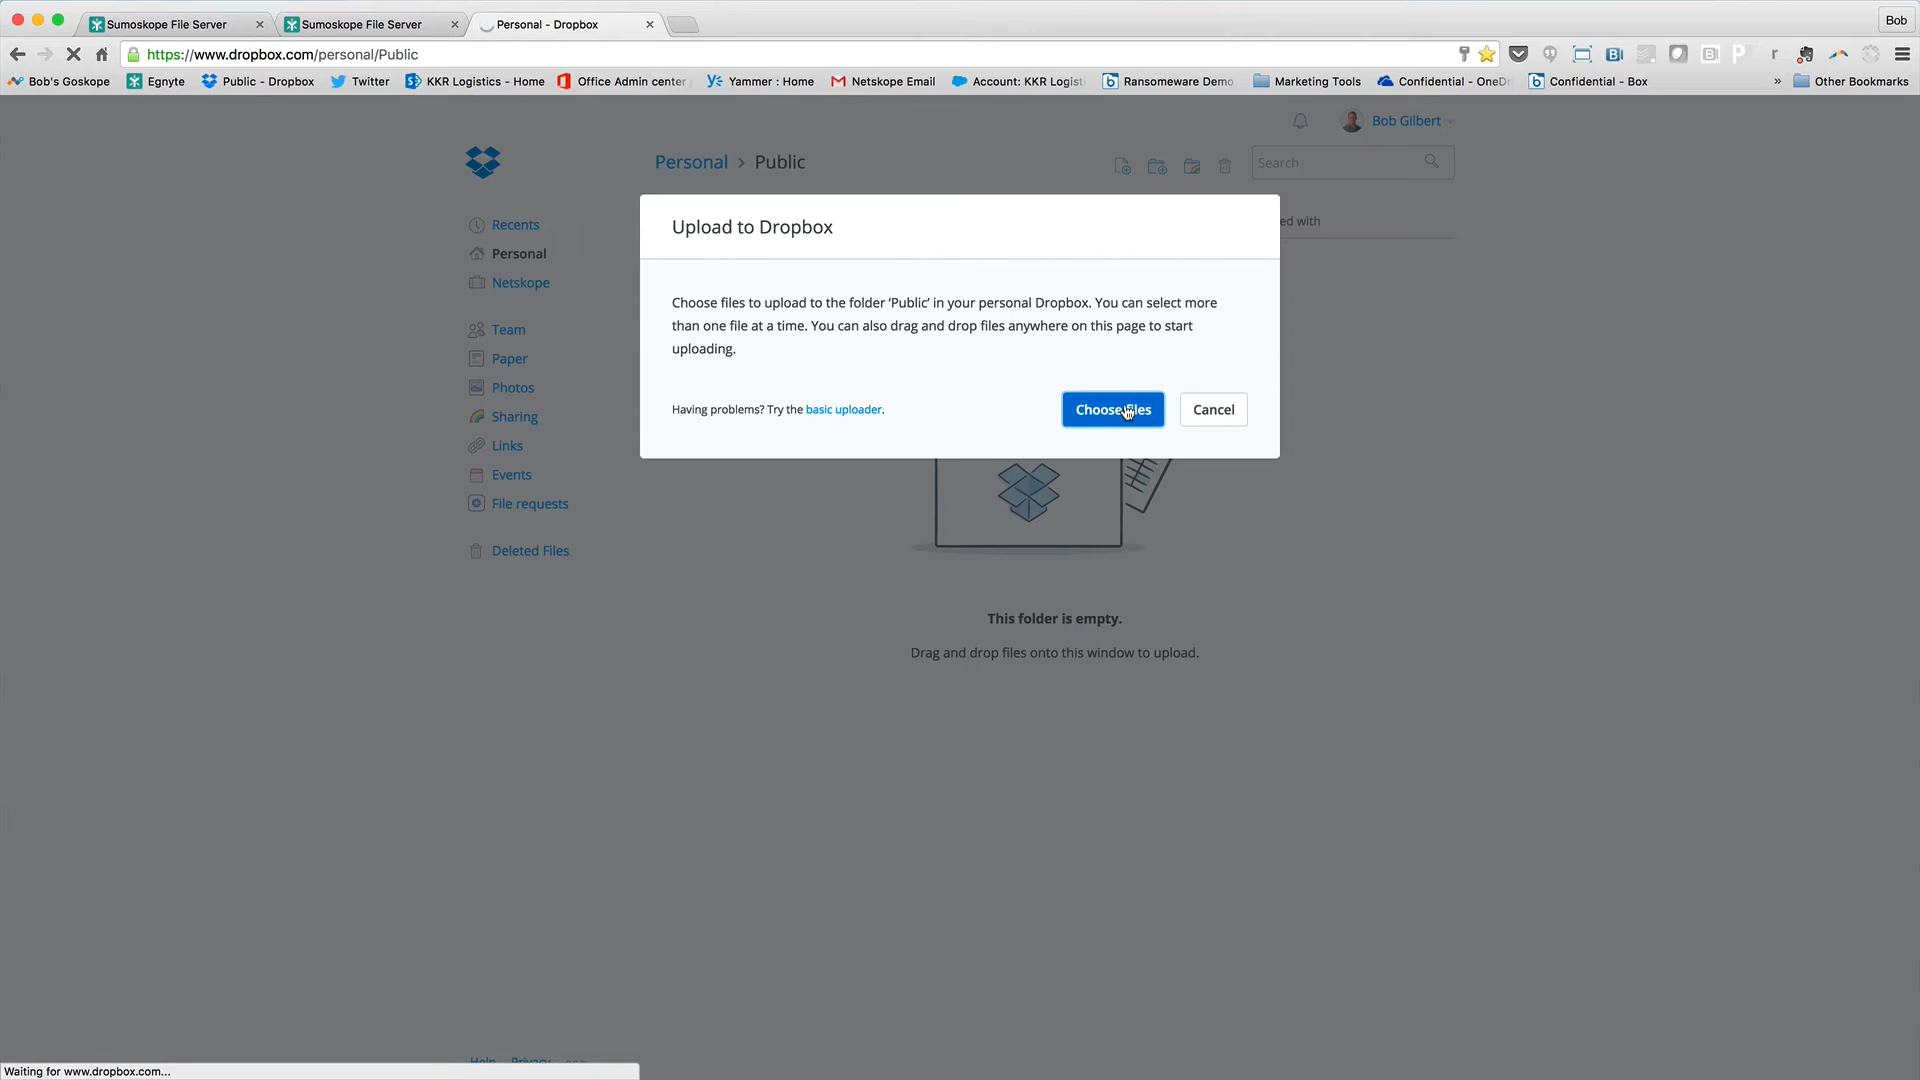 Sumoskope File Server
Sumoskope File Server
Personal - Dropbox
Bob
https://www.dropbox.com/personal/Public
Bob's Goskope
Egnyte
Public - Dropbox
Twitter
KKR Logistics - Home
Office Admin center
Yammer : Home
Netskope Email
Account: KKR Logist
Ransomeware Demo
Marketing Tools
Confidential - OneDr
Confidential - Box
»
Other Bookmarks
Bob Gilbert
Personal › Public
Search
Recents
Personal
Netskope
Team
Paper
Photos
Sharing
Links
Events
File requests
Deleted Files
ed with
Upload to Dropbox
Choose files to upload to the folder ‘Public’ in your personal Dropbox. You can select more
than one file at a time. You can also drag and drop files anywhere on this page to start
uploading.
Having problems? Try the basic uploader.
Choose files
Cancel
This folder is empty.
Drag and drop files onto this window to upload.
Help Privacy
Waiting for www.dropbox.com...